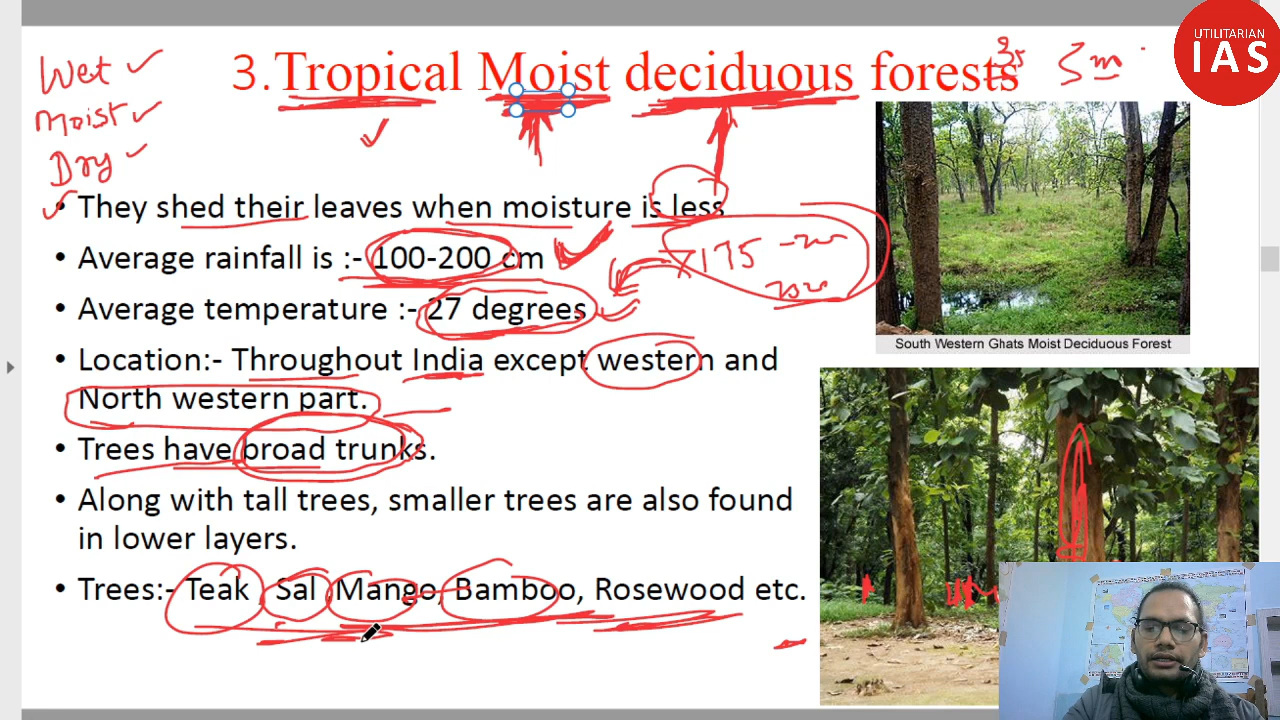 UTILITARIAN
IAS
3. Tropical Moist deciduous forests
Wet
Moist
Dry
• They shed their leaves when moisture is less
• Average rainfall is :- 100-200 cm
175
• Average temperature :- 27 degrees
• Location:- Throughout India except western and
North western part.
• Trees have broad trunks.
• Along with tall trees, smaller trees are also found
in lower layers.
• Trees:- Teak, Sal, Mango, Bamboo, Rosewood etc.
South Western Ghats Moist Deciduous Forest